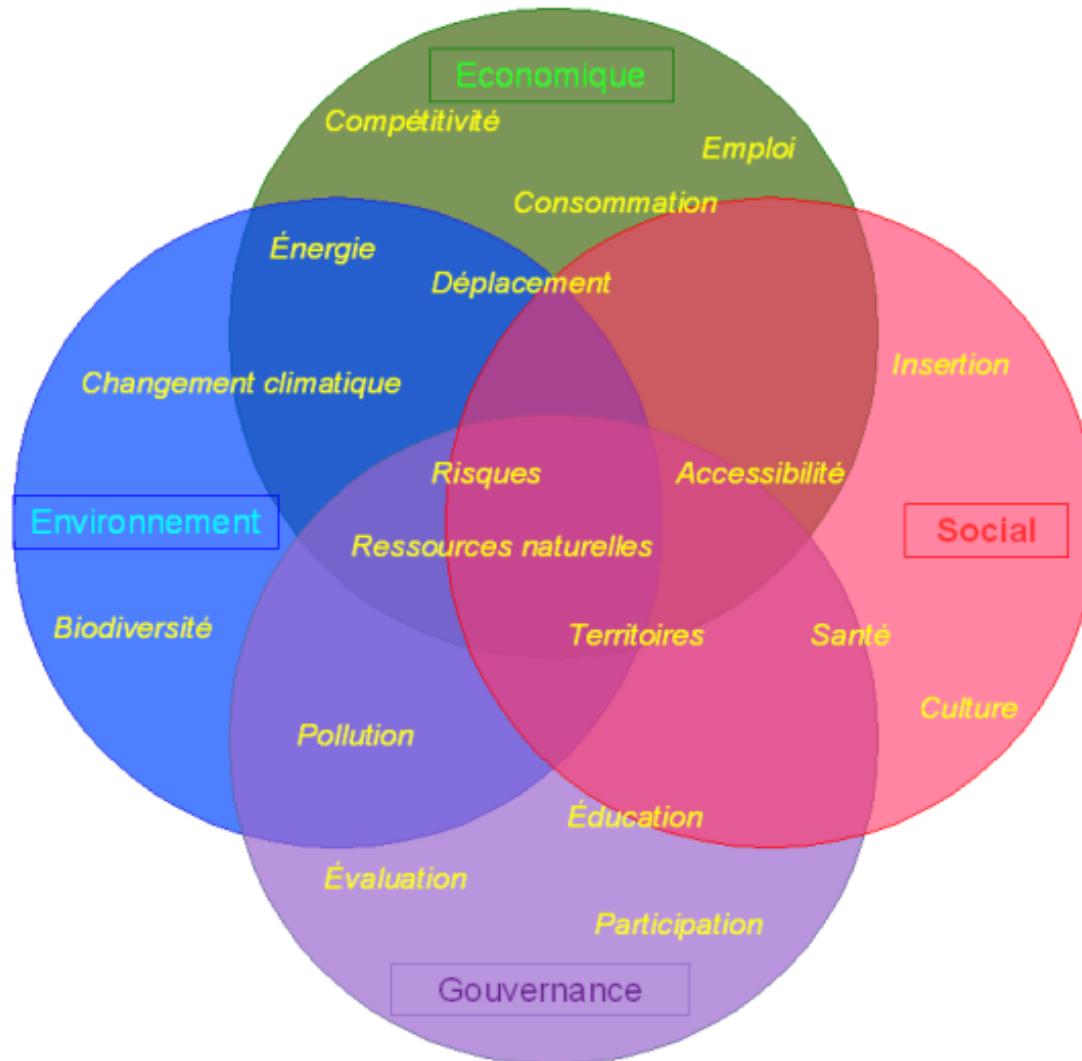 Economique
Compétitivité
Emploi
Consommation
Énergie
Déplacement
Insertion
Changement climatique
Risques
Accessibilité
Environnement
Social
Ressources naturelles
Biodiversité
Territoires
Santé
Culture
Pollution
Éducation
Évaluation
Participation
Gouvernance